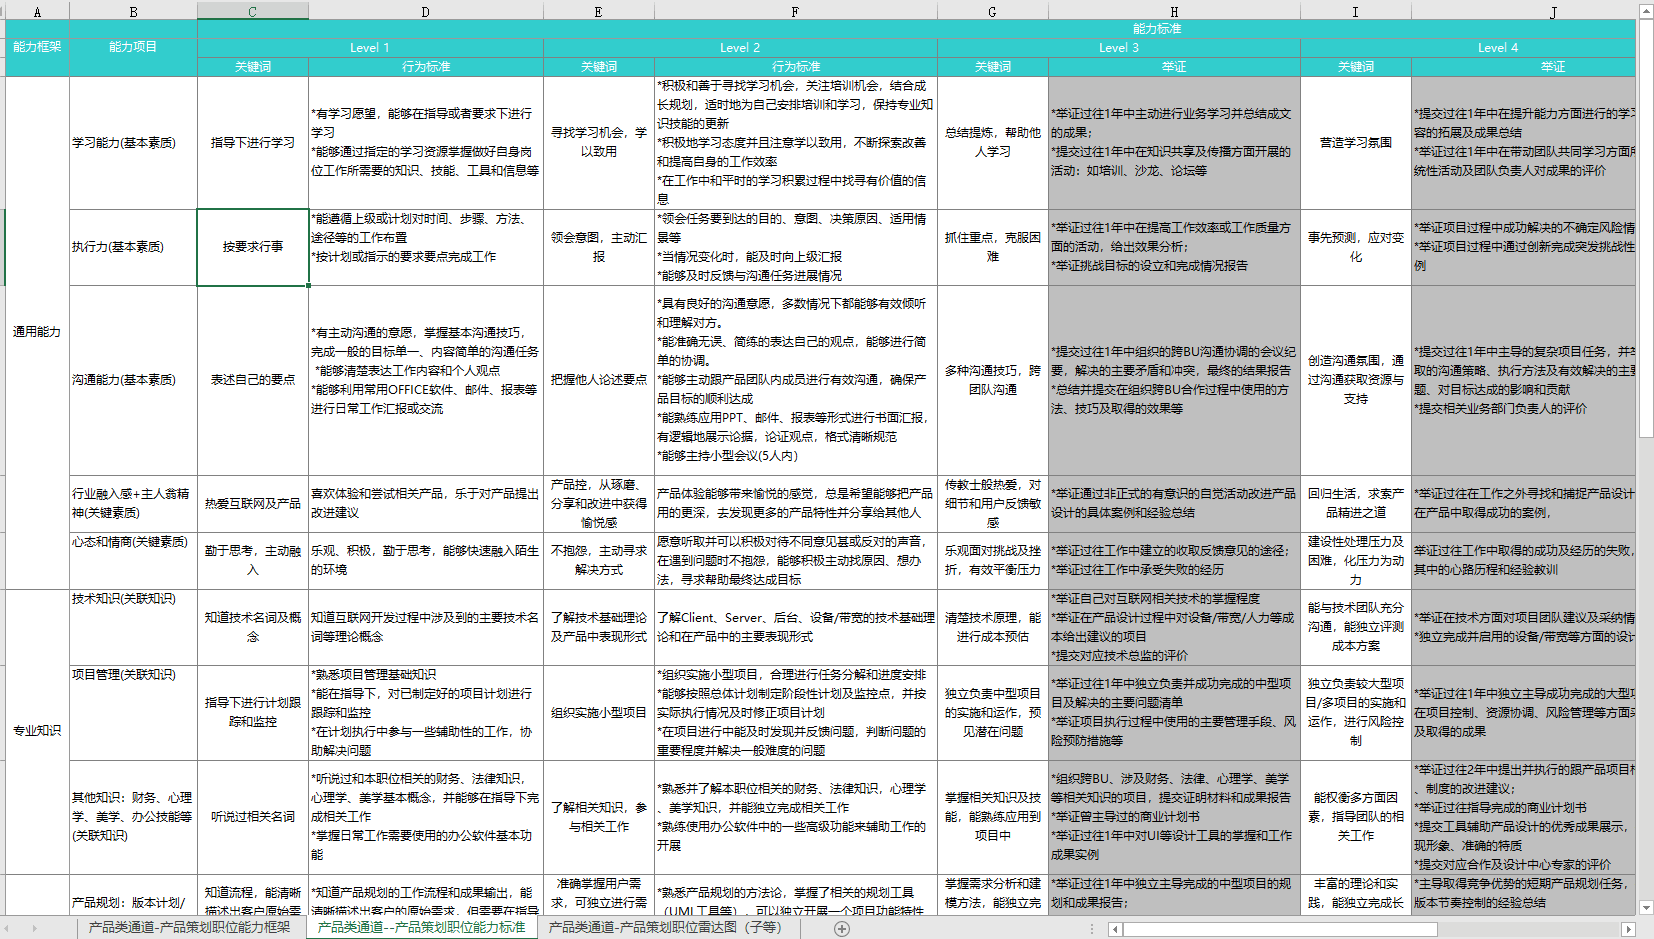 A B C D E F G H I J
能力框架 能力项目 能力标准
Level 1 Level 2 Level 3 Level 4
关键词 行为标准 关键词 行为标准 关键词 举证 关键词 举证
通用能力
学习能力(基本素质)
指导下进行学习
*有学习愿望，能够在指导或者要求下进行
学习
*能够通过指定的学习资源掌握做好自身岗
位工作所需要的知识、技能、工具和信息等
寻找学习机会，学
以致用
*积极和善于寻找学习机会，关注培训机会，结合成
长规划，适时地为自己安排培训和学习，保持专业知
识技能的更新
*积极地学习态度并且注意学以致用，不断探索改善
和提高自身的工作效率
*在工作中和平时的学习积累过程中找寻有价值的信
息
总结提炼，帮助他
人学习
*举证过往1年中主动进行业务学习并总结成文
的成果；
*提交过往1年中在知识共享及传播方面开展的
活动：如培训、沙龙、论坛等
营造学习氛围
*提交过往1年中在提升能力方面进行的学习
容的拓展及成果总结
*举证过往1年中在带动团队共同学习方面所
统性活动及团队负责人对成果的评价
执行力(基本素质)
按要求行事
*能遵循上级或计划对时间、步骤、方法、
途径等的工作布置
*按计划或指示的要求要点完成工作
领会意图，主动汇
报
*领会任务要到达的目的、意图、决策原因、适用情
景等
*当情况变化时，能及时向上级汇报
*能够及时反馈与沟通任务进展情况
抓住重点，克服困
难
*举证过往1年中在提高工作效率或工作质量方
面的活动，给出效果分析；
*举证挑战目标的设立和完成情况报告
事先预测，应对变
化
*举证项目过程中成功解决的不确定风险情
*举证项目过程中通过创新完成突发挑战性
例
沟通能力(基本素质)
表述自己的要点
*有主动沟通的意愿，掌握基本沟通技巧，
完成一般的目标单一、内容简单的沟通任务
*能够清楚表达工作内容和个人观点
*能够利用常用OFFICE软件、邮件、报表等
进行日常工作汇报或交流
把握他人论述要点
*具有良好的沟通意愿，多数情况下都能够有效倾听
和理解对方。
*能准确无误、简练的表达自己的观点，能够进行简
单的协调。
*能够主动跟产品团队内成员进行有效沟通，确保产
品目标的顺利达成
*能熟练应用PPT、邮件、报表等形式进行书面汇报，
有逻辑地展示论据，论证观点，格式清晰规范
*能够主持小型会议(5人内)
多种沟通技巧，跨
团队沟通
*提交过往1年中组织的跨BU沟通协调的会议纪
要，解决的主要矛盾和冲突，最终的结果报告
*总结并提交在组织跨BU合作过程中使用的方
法、技巧及取得的效果等
创造沟通氛围，通
过沟通获取资源与
支持
*提交过往1年中主导的复杂项目任务，并举
取的沟通策略、执行方法及有效解决的主要
题、对目标达成的影响和贡献
*提交相关业务部门负责人的评价
行业融入感+主人翁精
神(关键素质)
热爱互联网及产品
喜欢体验和尝试相关产品，乐于对产品提出
改进建议
产品控，从琢磨、
分享和改进中获得
愉悦感
产品体验能够带来愉悦的感觉，总是希望能够把产品
用的更深，去发现更多的产品特性并分享给其他人
传教士般热爱，对
细节和用户反馈敏
感
*举证通过非正式的有意识的自觉活动改进产品
设计的具体案例和经验总结
回归生活，求索产
品精进之道
*举证过往在工作之外寻找和捕捉产品设计
在产品中取得成功的案例，
心态和情商(关键素质)
勤于思考，主动融
入
乐观、积极，勤于思考，能够快速融入陌生
的环境
不抱怨，主动寻求
解决方式
愿意听取并可以积极对待不同意见甚或反对的声音，
在遇到问题时不抱怨，能够积极主动找原因、想办
法，寻求帮助最终达成目标
乐观面对挑战及挫
折，有效平衡压力
*举证过往工作中建立的收取反馈意见的途径；
*举证过往工作中承受失败的经历
建设性处理压力及
困难，化压力为动
力
举证过往工作中取得的成功及经历的失败，
其中的心路历程和经验教训
专业知识
技术知识(关联知识)
知道技术名词及概
念
知道互联网开发过程中涉及到的主要技术名
词等理论概念
了解技术基础理论
及产品中表现形式
了解Client、Server、后台、设备/带宽的技术基础理
论和在产品中的主要表现形式
清楚技术原理，能
进行成本预估
*举证自己对互联网相关技术的掌握程度
*举证在产品设计过程中对设备/带宽/人力等成
本给出建议的项目
*提交对应技术总监的评价
能与技术团队充分
沟通，能独立评测
成本方案
*举证在技术方面对项目团队建议及采纳情
*独立完成并启用的设备/带宽等方面的设计
项目管理(关联知识)
指导下进行计划跟
踪和监控
*熟悉项目管理基础知识
*能在指导下，对已制定好的项目计划进行
跟踪和监控
*在计划执行中参与一些辅助性的工作，协
助解决问题
组织实施小型项目
*组织实施小型项目，合理进行任务分解和进度安排
*能够按照总体计划制定阶段性计划及监控点，并按
实际执行情况及时修正项目计划
*在项目进行中能及时发现并反馈问题，判断问题的
重要程度并解决一般难度的问题
独立负责中型项目
的实施和运作，预
见潜在问题
*举证过往1年中独立负责并成功完成的中型项
目及解决的主要问题清单
*举证项目执行过程中使用的主要管理手段、风
险预防措施等
独立负责较大型项
目/多项目的实施和
运作，进行风险控
制
*举证过往1年中独立主导成功完成的大型项
在项目控制、资源协调、风险管理等方面采
及取得的成果
其他知识：财务、心理
学、美学、办公技能等
(关联知识)
听说过相关名词
*听说过和本职位相关的财务、法律知识，
心理学、美学基本概念，并能够在指导下完
成相关工作
*掌握日常工作需要使用的办公软件基本功
能
了解相关知识，参
与相关工作
*熟悉并了解本职位相关的财务、法律知识，心理学
、美学知识，并能独立完成相关工作
*熟练使用办公软件中的一些高级功能来辅助工作的
开展
掌握相关知识及技
能，能熟练应用到
项目中
*组织跨BU、涉及财务、法律、心理学、美学
等相关知识的项目，提交证明材料和成果报告
*举证曾主导过的商业计划书
*举证过往1年中对UI等设计工具的掌握和工作
成果实例
能权衡多方面因
素，指导团队的相
关工作
*举证过往2年中提出并执行的跟产品项目相
、制度的改进建议；
*举证过往指导完成的商业计划书
*提交工具辅助产品设计的优秀成果展示，
现形象、准确的特质
*提交对应合作及设计中心专家的评价
产品规划：版本计划/
知道流程，能清晰
描述出客户原始需
*知道产品规划的工作流程和成果输出，能
清晰描述出客户的原始需求，但需要在指导
准确掌握用户需
求，可独立进行需
*熟悉产品规划的方法论，掌握了相关的规划工具
（UML工具等），可以独立开展一个项目功能特性
掌握需求分析和建
模方法，能独立完
*举证过往1年中独立主导完成的中型项目的规
划和成果报告；
丰富的理论和实
践，能独立完成长
*主导取得竞争优势的短期产品规划任务，
版本节奏控制的经验总结
产品类通道-产品策划职位能力框架 产品类通道--产品策划职位能力标准 产品类通道-产品策划职位雷达图（子等）